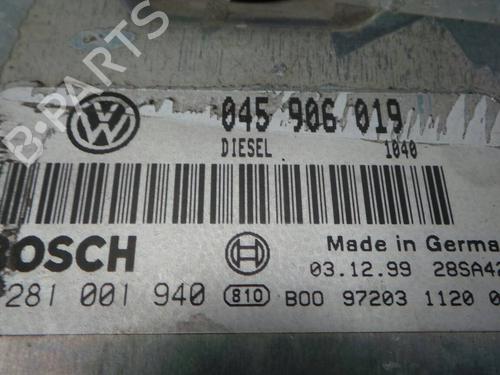 B·PARTS
045 906 019
DIESEL 1040
BOSCH
Made in Germa
03.12.99 28SA42
281 001 940 810 B00 97203 1120 0